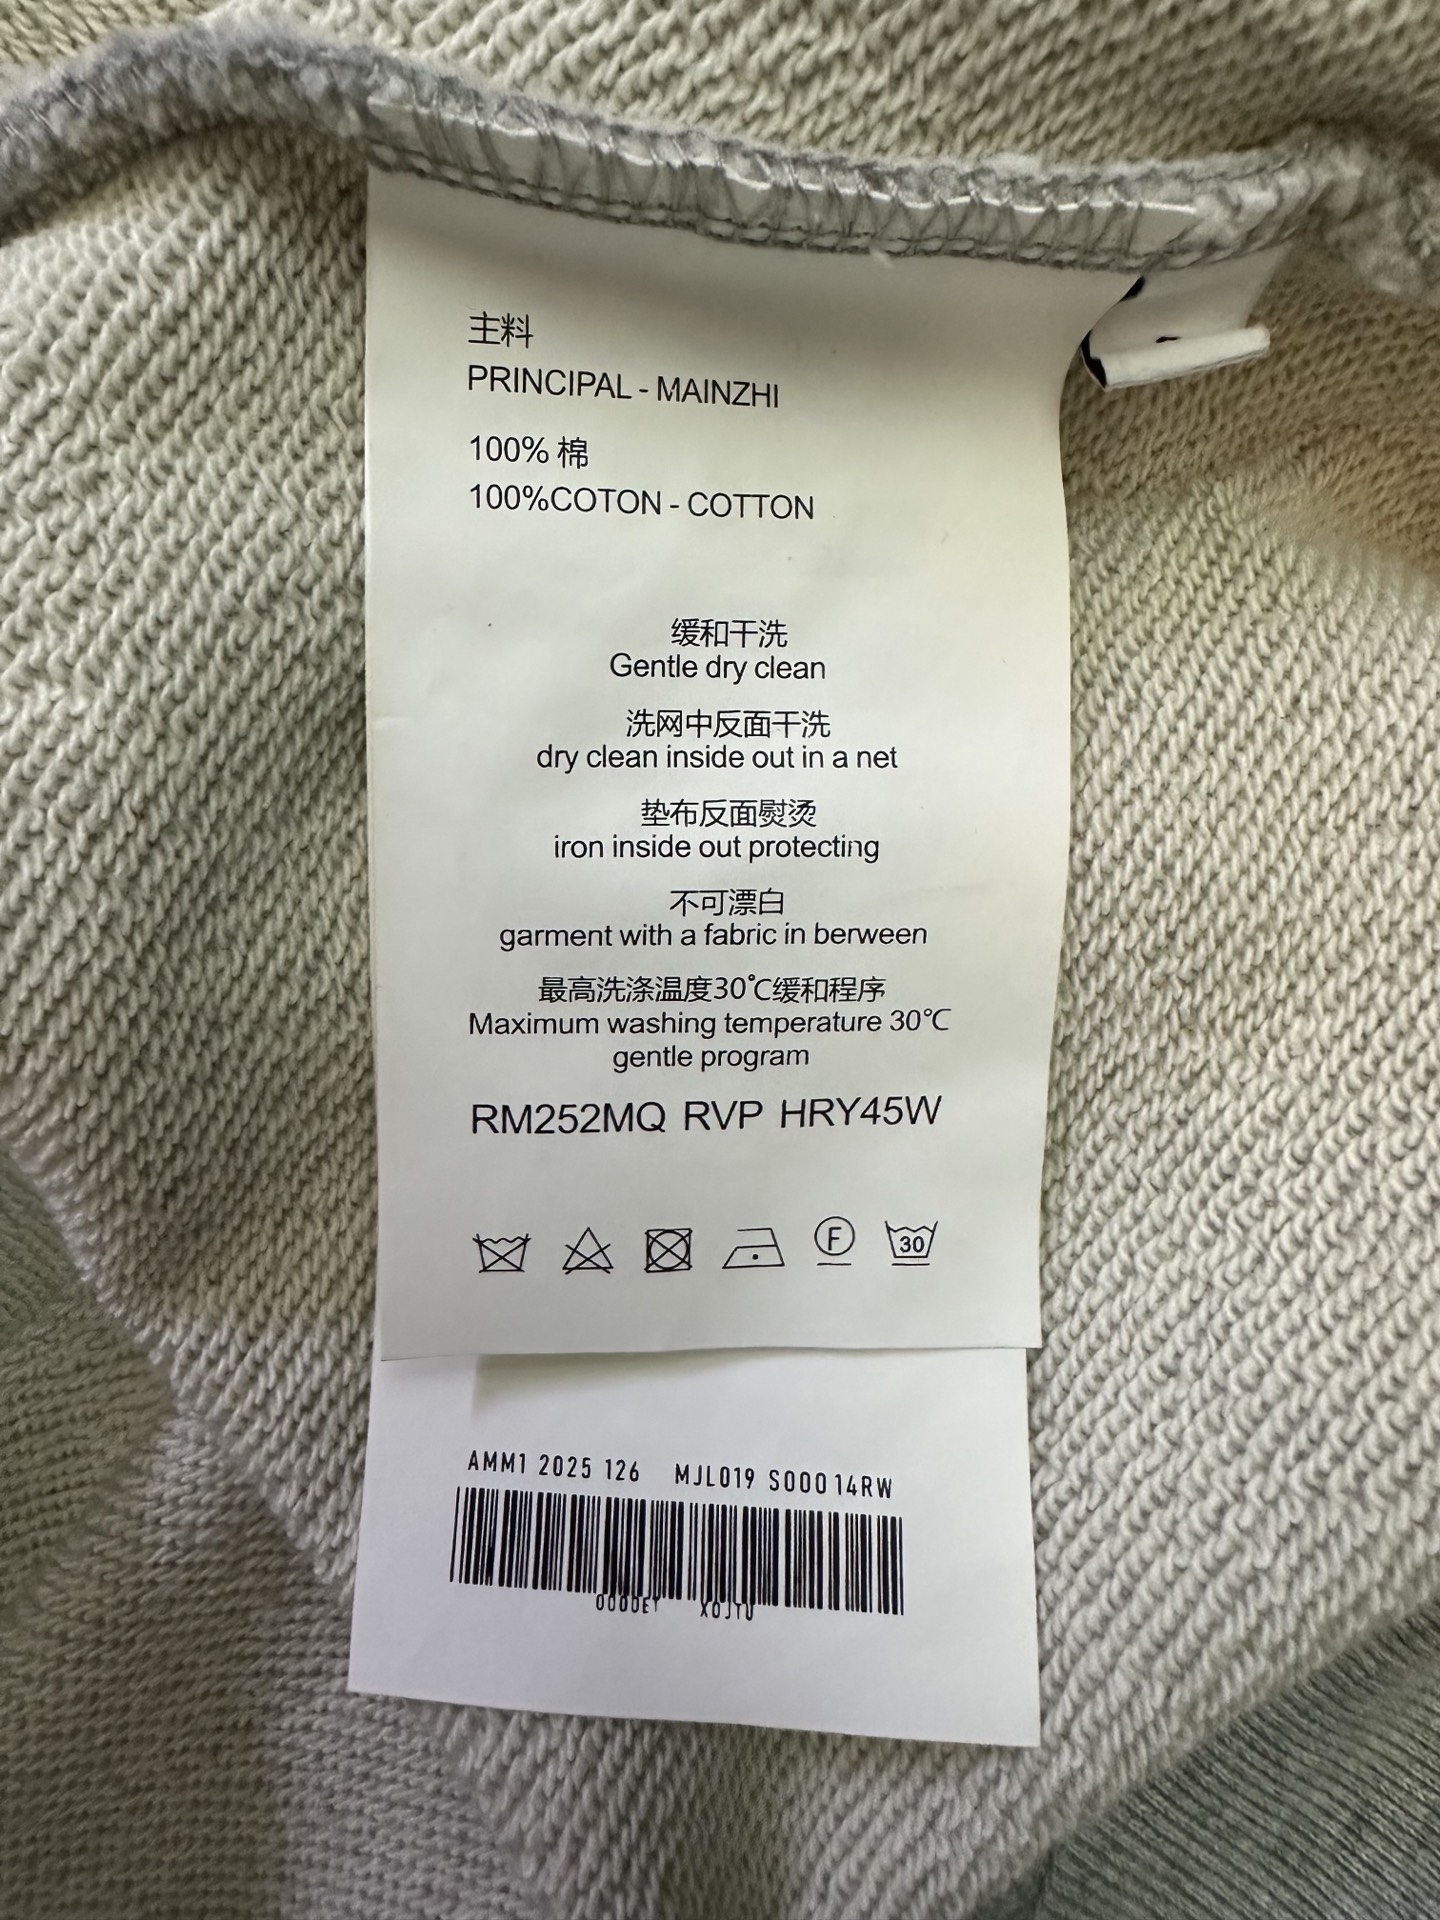 主料
PRINCIPAL - MAINZHI
100% 棉
100%COTON - COTTON
缓和干洗
Gentle dry clean
洗网中反面干洗
dry clean inside out in a net
垫布反面熨烫
iron inside out protecting
不可漂白
garment with a fabric in berween
最高洗涤温度30℃缓和程序
Maximum washing temperature 30℃
gentle program
RM252MQ RVP HRY45W
F 30
AMM1 2025 126 MJL019 S00014RW